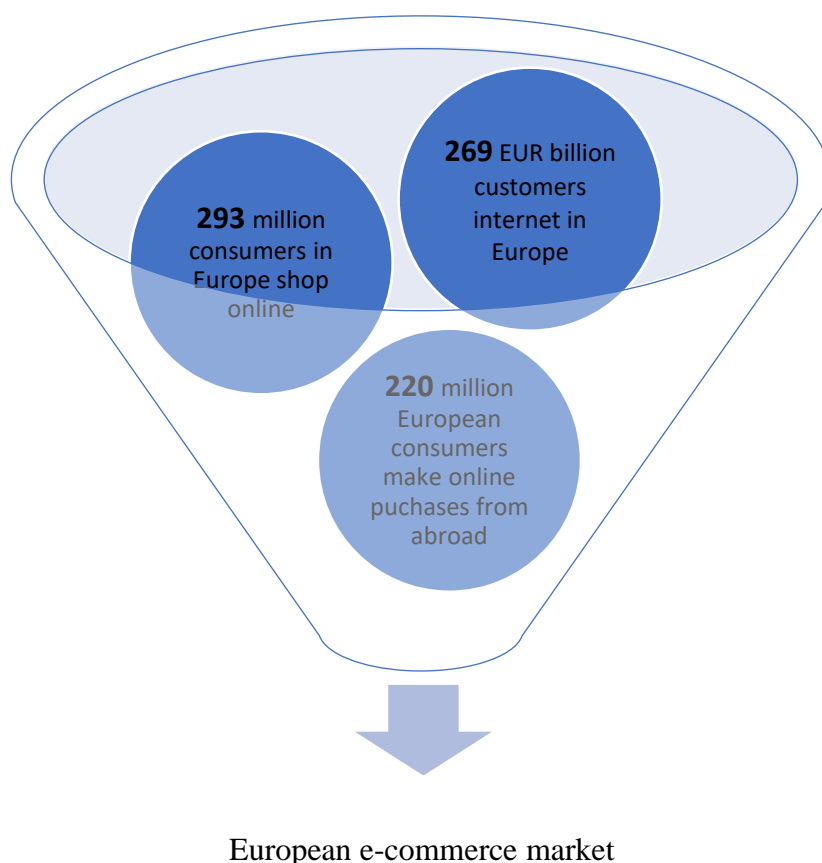 269 EUR billion
customers
internet in
Europe
293 million
consumers in
Europe shop
online
220 million
European
consumers
make online
puchases from
abroad
European e-commerce market